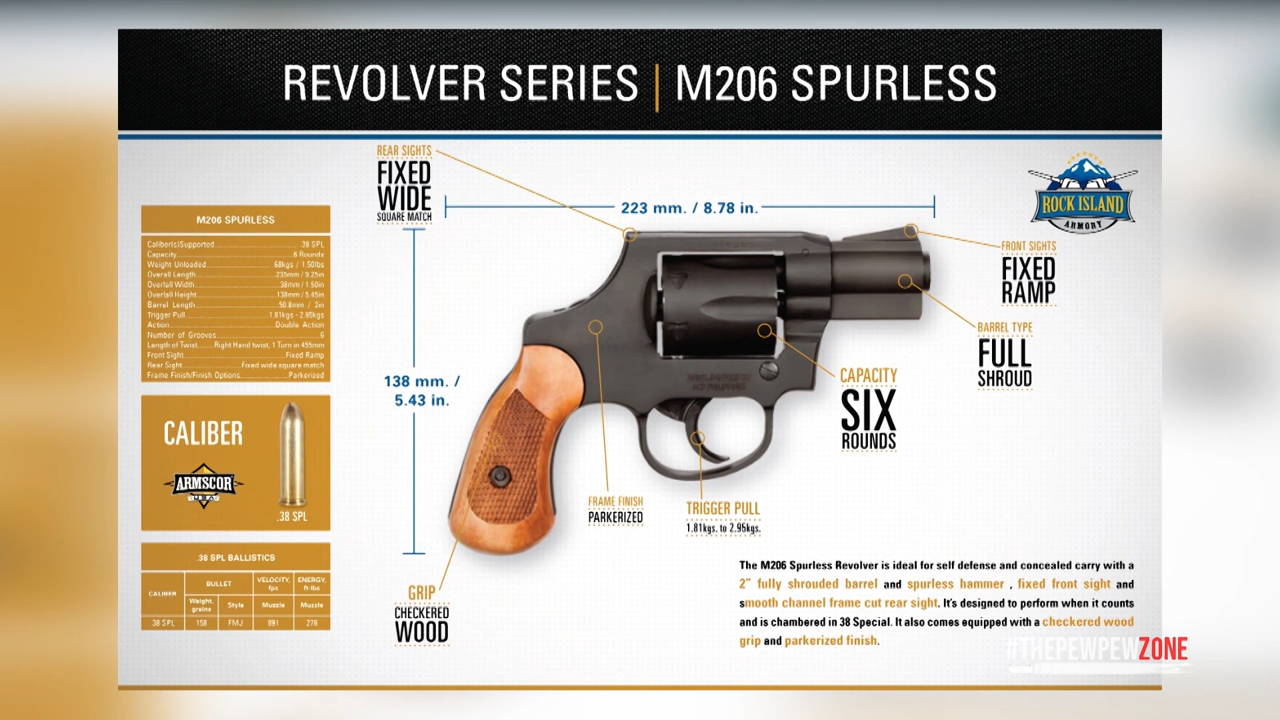 REVOLVER SERIES | M206 SPURLESS
REAR SIGHTS
FIXED
WIDE
SQUARE MATCH
223 mm. / 8.78 in.
ROCK ISLAND
ARMORY
FRONT SIGHTS
FIXED
RAMP
BARREL TYPE
FULL
SHROUD
M206 SPURLESS
Caliber(s)Supported.....38 SPL
Capacity.....6 Rounds
Weight Unloaded.....68kgs / 1.50lbs
Overall Length.....235mm / 9.25in
Overlall Width.....38mm / 1.50in
Overlall Height.....138mm / 5.45in
Barrel Length.....50.8mm / 2in
Trigger Pull.....1.81kgs - 2.95kgs
Action.....Double Action
Number of Grooves.....6
Length of Twist.....Right Hand twist, 1 Turn in 455mm
Front Sight.....Fixed Ramp
Rear Sight.....Fixed wide square match
Frame Finish/Finish Options.....Parkerized
138 mm. /
5.43 in.
CAPACITY
SIX
ROUNDS
CALIBER
ARMSCOR
USA
.38 SPL
FRAME FINISH
PARKERIZED
TRIGGER PULL
1.81kgs. to 2.95kgs.
.38 SPL BALLISTICS
CALIBER BULLET VELOCITY, fps ENERGY, ft-lbs
Weight, grains Style Muzzle Muzzle
38 SPL 158 FMJ 891 278
GRIP
CHECKERED
WOOD
The M206 Spurless Revolver is ideal for self defense and concealed carry with a
2" fully shrouded barrel and spurless hammer , fixed front sight and
smooth channel frame cut rear sight. It's designed to perform when it counts
and is chambered in 38 Special. It also comes equipped with a checkered wood
grip and parkerized finish.
#THEPEWPEWZONE